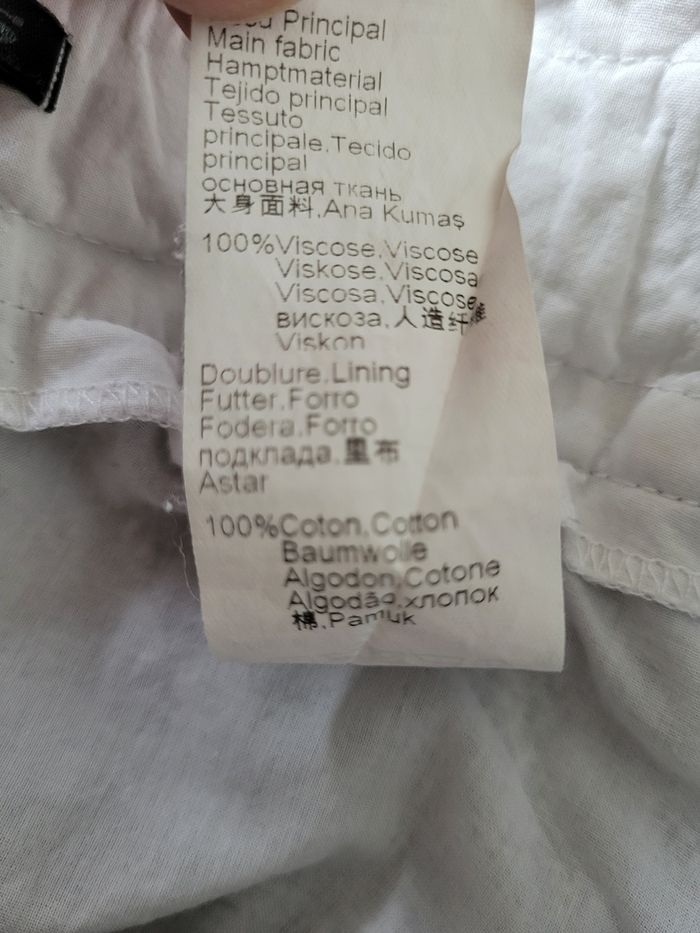 Principal
Main fabric
Hamptmaterial
Tejido principal
Tessuto
principale.Tecido
principal
основная ткань
大身面料.Ana Kumaş
100%Viscose.Viscose
Viskose.Viscosa
Viscosa.Viscose
вискоза.人造纤维
Viskon
Doublure.Lining
Futter.Forro
Fodera.Forro
подклада.里布
Astar
100%Coton.Cotton
Baumwolle
Algodon.Cotone
Algodão.хлопок
棉.Pamuk